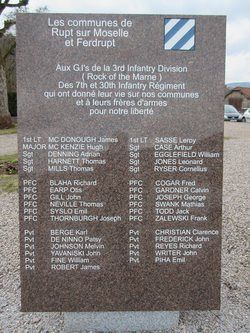 Les communes de
Rupt sur Moselle
et Ferdrupt
Aux G.I's de la 3rd Infantry Division
( Rock of the Marne )
Des 7th et 30th Infantry Régiment
qui ont donné leur vie sur nos communes
et à leurs frères d'armes
pour notre liberté
1st LT MC DONOUGH James
MAJOR MC KENZIE Hugh
Sgt DENNING Adrian
Sgt HARNETT Thomas
Sgt MILLS Thomas
PFC BLAHA Richard
PFC EARP Otis
PFC GILL John
PFC NEVILLE Thomas
PFC SYSLO Emil
PFC THORNBURGH Joseph
Pvt BERGE Karl
Pvt DE NINNO Patsy
Pvt JOHNSON Melvin
Pvt YAVANISKI John
Pvt FINE William
Pvt ROBERT James
1st LT SASSE Leroy
Sgt CASE Arthur
Sgt EGGLEFIELD William
Sgt JONES Leonard
Sgt RYSER Cornelius
PFC COGAR Fred
PFC GARDNER Calvin
PFC JOSEPH George
PFC SWANK Mathias
PFC TODD Jack
PFC ZALEWSKI Frank
Pvt CHRISTIAN Clarence
Pvt FREDERICK John
Pvt REYES Richard
Pvt WRITER John
Pvt PIHA Emil